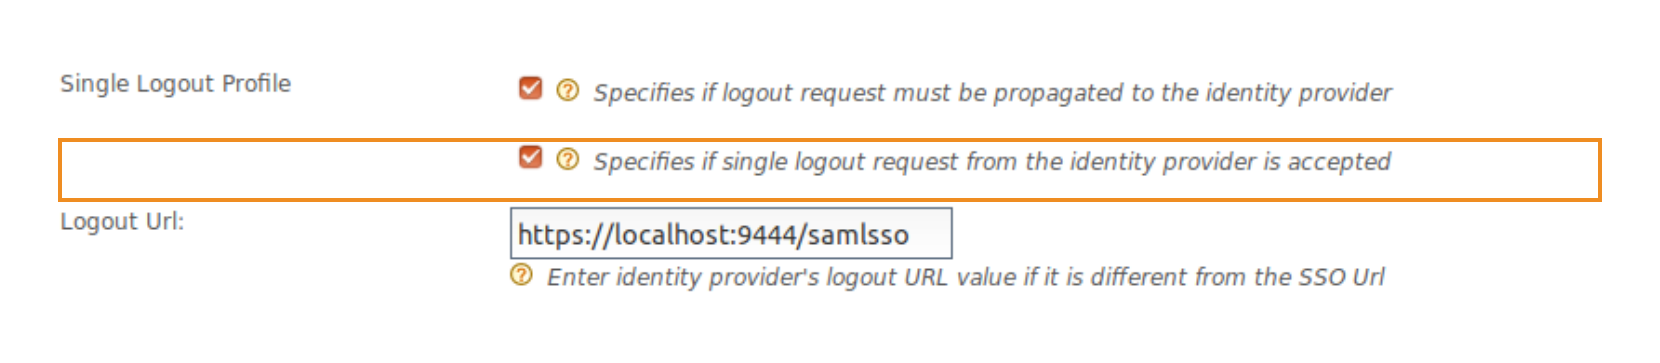 Single Logout Profile
Specifies if logout request must be propagated to the identity provider
Specifies if single logout request from the identity provider is accepted
Logout Url:
https://localhost:9444/samlsso
Enter identity provider's logout URL value if it is different from the SSO Url